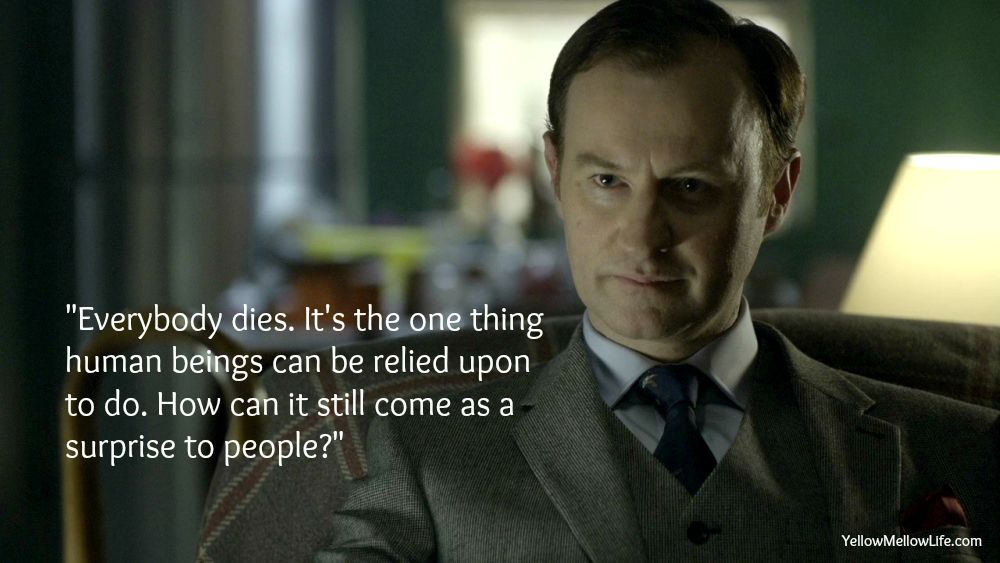 "Everybody dies. It's the one thing
human beings can be relied upon
to do. How can it still come as a
surprise to people?"
YellowMellowLife.com